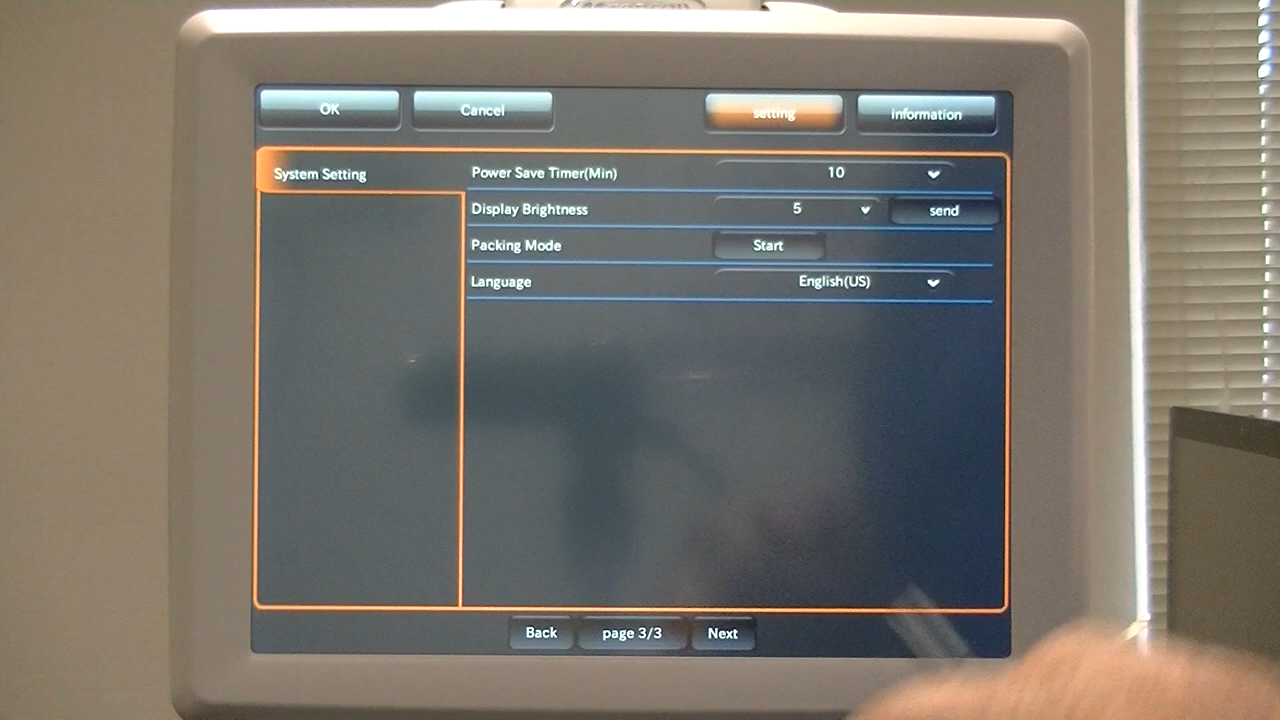 OK Cancel setting information
System Setting
Power Save Timer(Min) 10
Display Brightness 5 send
Packing Mode Start
Language English(US)
Back page 3/3 Next